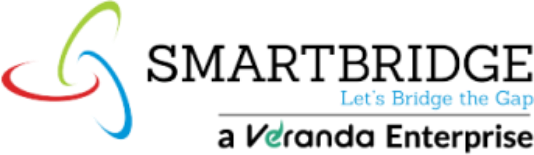 SMARTBRIDGE
Let's Bridge the Gap
a Veranda Enterprise